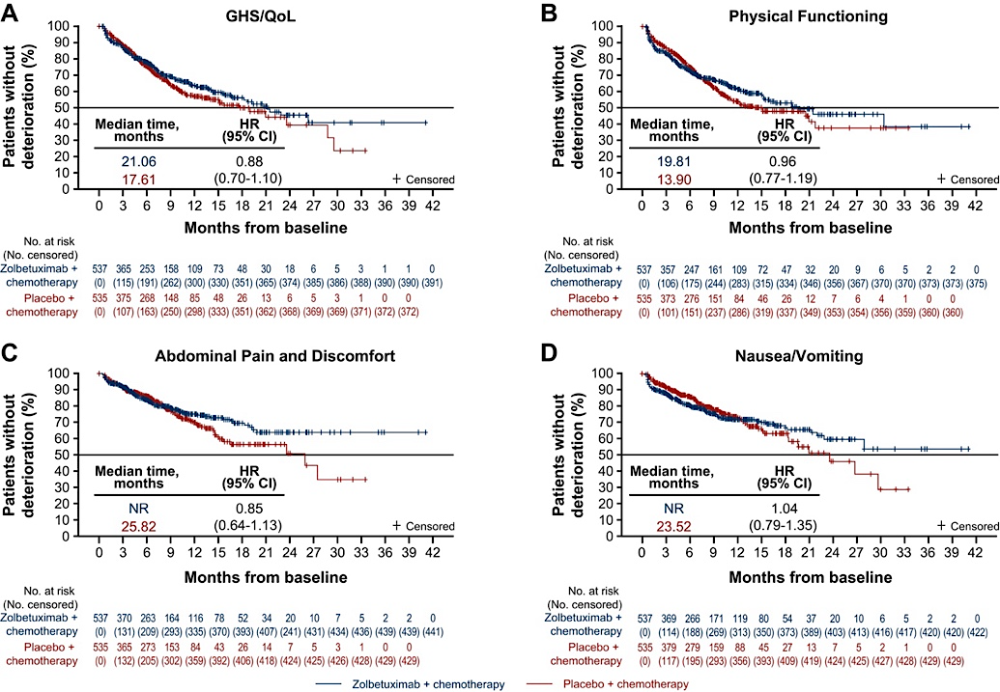 A
GHS/QoL
Patients without
deterioration (%)
100
90
80
70
60
50
40
30
20
10
0
Median time,
months
HR
(95% CI)
21.06
0.88
17.61
(0.70-1.10)
+ Censored
0 3 6 9 12 15 18 21 24 27 30 33 36 39 42
Months from baseline
No. at risk
(No. censored)
Zolbetuximab + 537 365 253 158 109 73 48 30 18 6 5 3 1 1 0
chemotherapy (0) (115) (191) (262) (300) (330) (351) (365) (374) (385) (386) (388) (390) (390) (391)
Placebo + 535 375 268 148 85 48 26 13 6 5 3 1 0 0
chemotherapy (0) (107) (163) (250) (298) (333) (351) (362) (368) (369) (369) (371) (372) (372)
B
Physical Functioning
Patients without
deterioration (%)
100
90
80
70
60
50
40
30
20
10
0
Median time,
months
HR
(95% CI)
19.81
0.96
13.90
(0.77-1.19)
+ Censored
0 3 6 9 12 15 18 21 24 27 30 33 36 39 42
Months from baseline
No. at risk
(No. censored)
Zolbetuximab + 537 357 247 161 109 72 47 32 20 9 6 5 2 2 0
chemotherapy (0) (106) (175) (244) (283) (315) (334) (346) (356) (367) (370) (370) (373) (373) (375)
Placebo + 535 373 276 151 84 46 26 12 7 6 4 1 0 0
chemotherapy (0) (101) (151) (237) (286) (319) (337) (349) (353) (354) (356) (359) (360) (360)
C
Abdominal Pain and Discomfort
Patients without
deterioration (%)
100
90
80
70
60
50
40
30
20
10
0
Median time,
months
HR
(95% CI)
NR
0.85
25.82
(0.64-1.13)
+ Censored
0 3 6 9 12 15 18 21 24 27 30 33 36 39 42
Months from baseline
No. at risk
(No. censored)
Zolbetuximab + 537 370 263 164 116 78 52 34 20 10 7 5 2 2 0
chemotherapy (0) (131) (209) (293) (335) (370) (393) (407) (241) (431) (434) (436) (439) (439) (441)
Placebo + 535 365 273 153 84 43 26 14 7 5 3 1 0 0
chemotherapy (0) (132) (205) (302) (359) (392) (406) (418) (424) (425) (426) (428) (429) (429)
D
Nausea/Vomiting
Patients without
deterioration (%)
100
90
80
70
60
50
40
30
20
10
0
Median time,
months
HR
(95% CI)
NR
1.04
23.52
(0.79-1.35)
+ Censored
0 3 6 9 12 15 18 21 24 27 30 33 36 39 42
Months from baseline
No. at risk
(No. censored)
Zolbetuximab + 537 369 266 171 119 80 54 37 20 10 7 5 2 2 0
chemotherapy (0) (114) (188) (269) (313) (350) (373) (389) (403) (413) (416) (417) (420) (420) (422)
Placebo + 535 379 279 159 88 45 27 13 7 5 2 1 0 0
chemotherapy (0) (117) (195) (293) (356) (393) (409) (419) (424) (425) (427) (428) (429) (429)
Zolbetuximab + chemotherapy
Placebo + chemotherapy